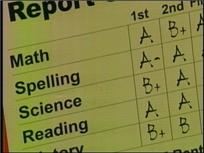 Report
1st 2nd
Math A A
Spelling A- A
Science B+ A
Reading A A
B+ B